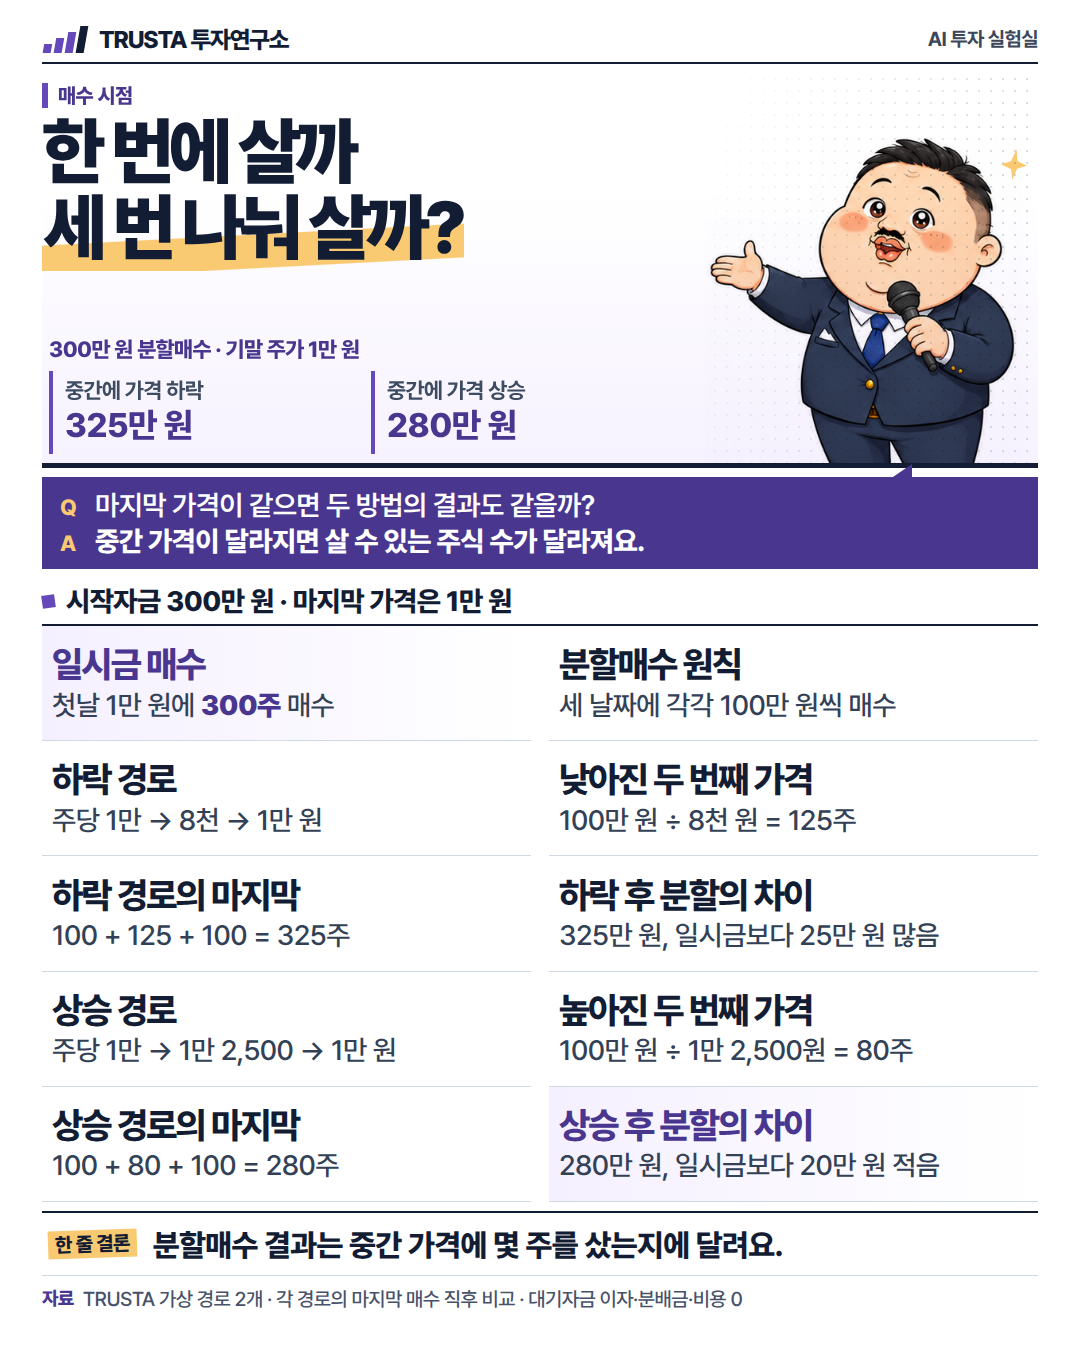 TRUSTA 투자연구소
AI 투자 실험실
매수 시점
한 번에 살까
세 번 나눠 살까?
300만 원 분할매수 · 기말 주가 1만 원
중간에 가격 하락
325만 원
중간에 가격 상승
280만 원
Q 마지막 가격이 같으면 두 방법의 결과도 같을까?
A 중간 가격이 달라지면 살 수 있는 주식 수가 달라져요.
시작자금 300만 원 · 마지막 가격은 1만 원
일시금 매수
첫날 1만 원에 300주 매수
분할매수 원칙
세 날짜에 각각 100만 원씩 매수
하락 경로
주당 1만 → 8천 → 1만 원
낮아진 두 번째 가격
100만 원 ÷ 8천 원 = 125주
하락 경로의 마지막
100 + 125 + 100 = 325주
하락 후 분할의 차이
325만 원, 일시금보다 25만 원 많음
상승 경로
주당 1만 → 1만 2,500 → 1만 원
높아진 두 번째 가격
100만 원 ÷ 1만 2,500원 = 80주
상승 경로의 마지막
100 + 80 + 100 = 280주
상승 후 분할의 차이
280만 원, 일시금보다 20만 원 적음
한 줄 결론 분할매수 결과는 중간 가격에 몇 주를 샀는지에 달려요.
자료 TRUSTA 가상 경로 2개 · 각 경로의 마지막 매수 직후 비교 · 대기자금 이자·분배금·비용 0